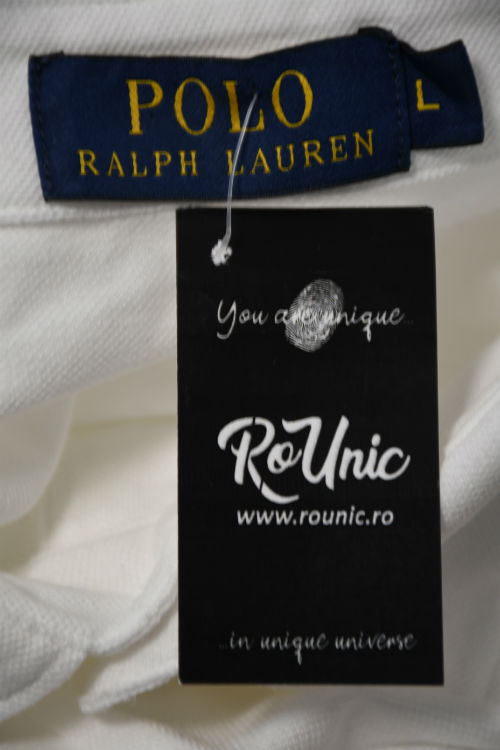 POLO
RALPH LAUREN
L
You are unique...
RoUnic
www.rounic.ro
...in unique universe